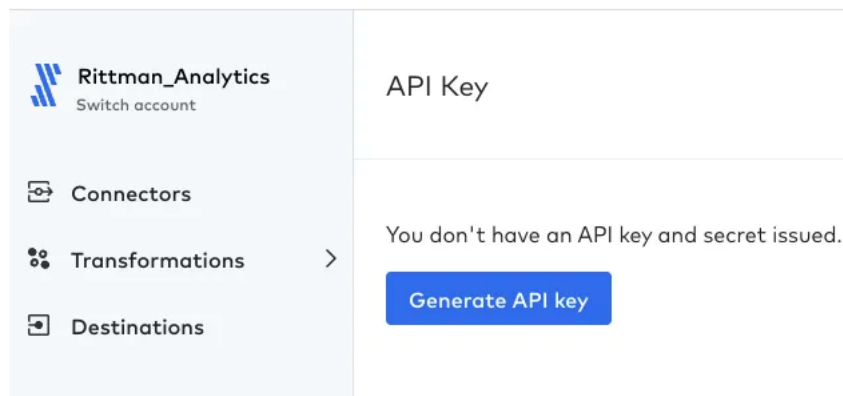 Rittman_Analytics
Switch account
Connectors
Transformations
Destinations
API Key
You don't have an API key and secret issued.
Generate API key